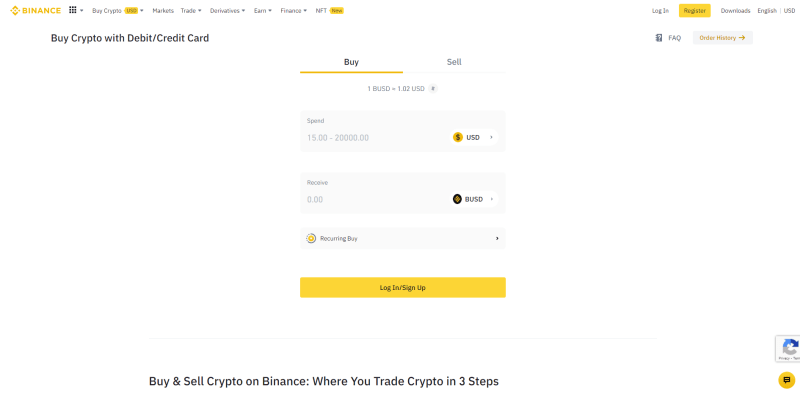 BINANCE Buy Crypto USD Markets Trade Derivatives Earn Finance NFT New Log In Register Downloads English | USD
Buy Crypto with Debit/Credit Card FAQ Order History →
Buy Sell
1 BUSD ≈ 1.02 USD
Spend
15.00 - 20000.00 USD
Receive
0.00 BUSD
Recurring Buy
Log In/Sign Up
Buy & Sell Crypto on Binance: Where You Trade Crypto in 3 Steps